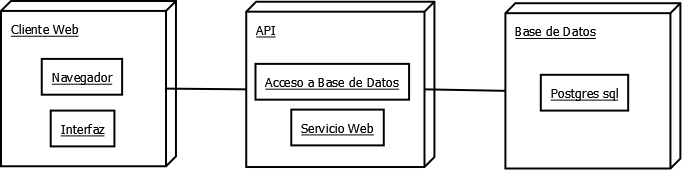 Cliente Web
Navegador
Interfaz
API
Acceso a Base de Datos
Servicio Web
Base de Datos
Postgres sql